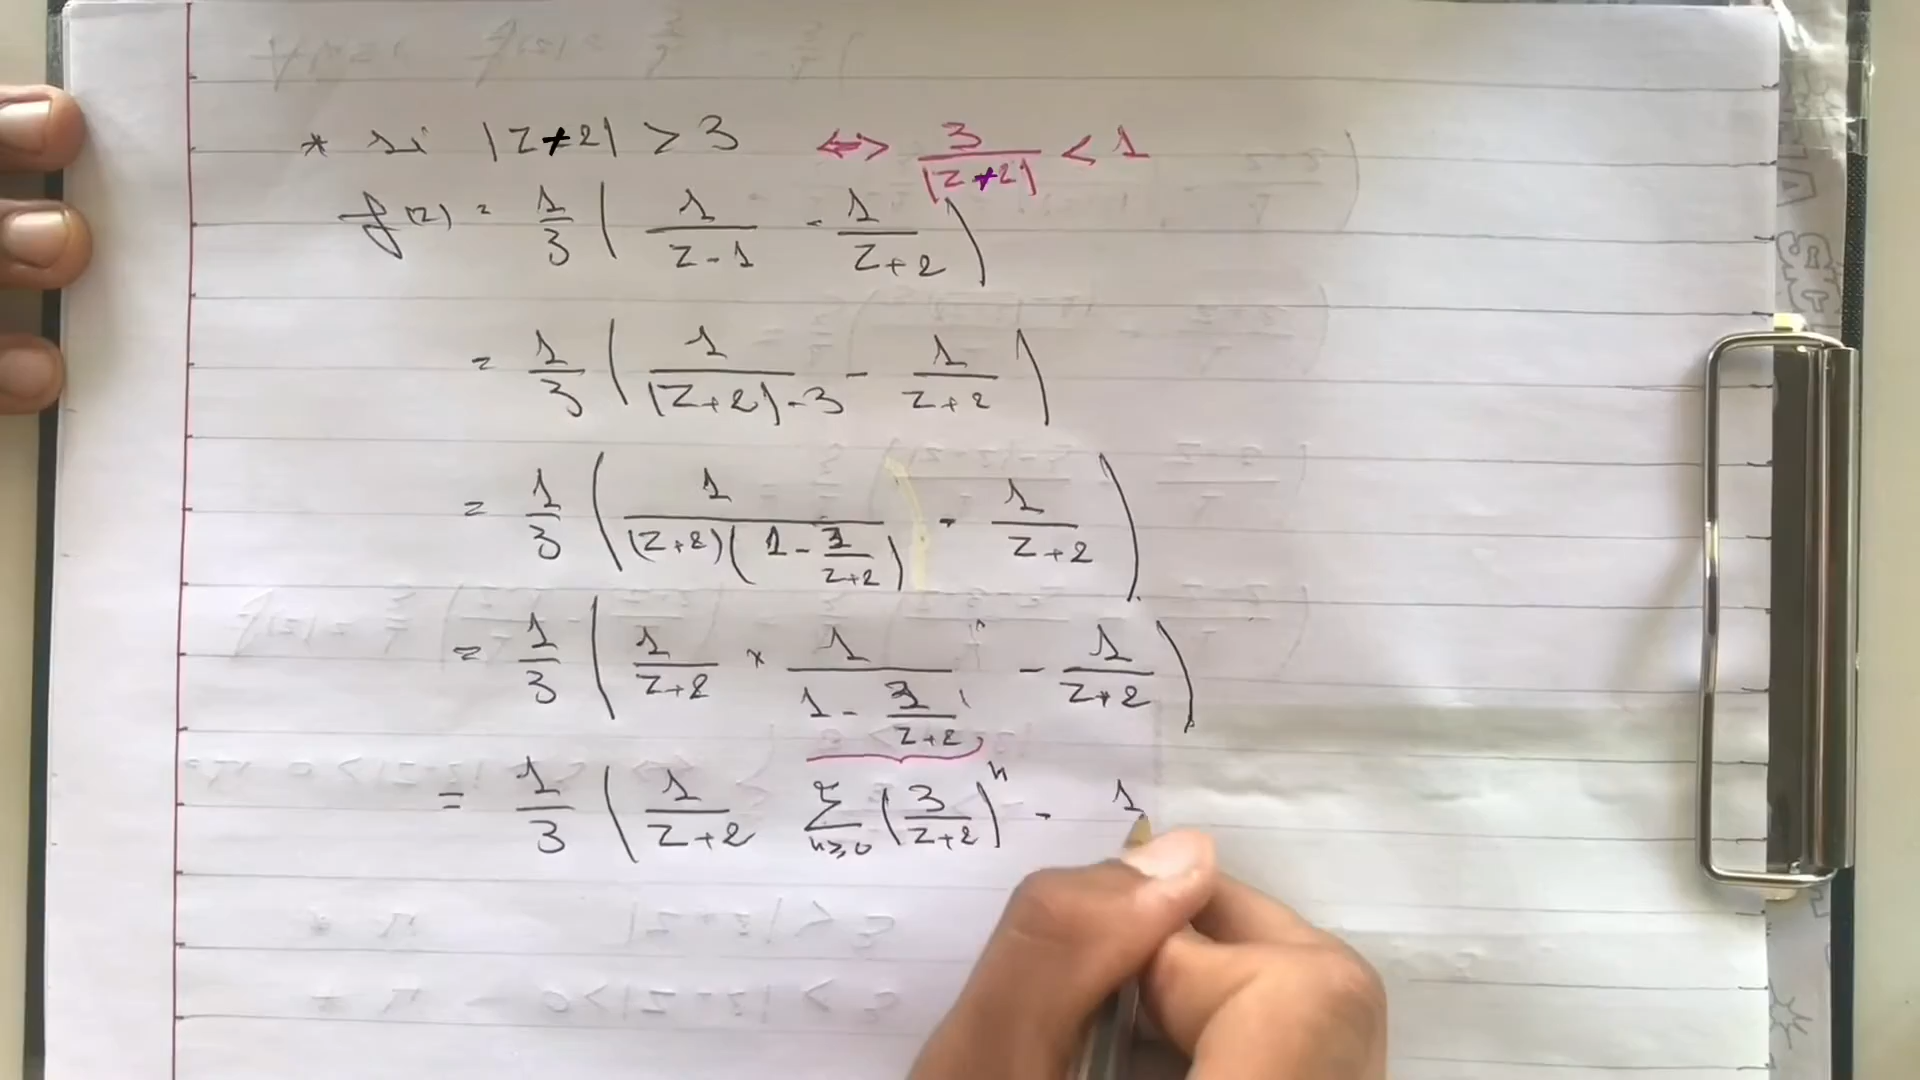 * si |z+2| > 3 <=> 3/|z+2| < 1
f(z) = 1/3 ( 1/(z-1) - 1/(z+2) )
= 1/3 ( 1/((z+2)-3) - 1/(z+2) )
= 1/3 ( 1/((z+2)(1 - 3/(z+2))) - 1/(z+2) )
= 1/3 ( 1/(z+2) × 1/(1 - 3/(z+2)) - 1/(z+2) )
= 1/3 ( 1/(z+2) Σ_{n≥0} (3/(z+2))^n - 1